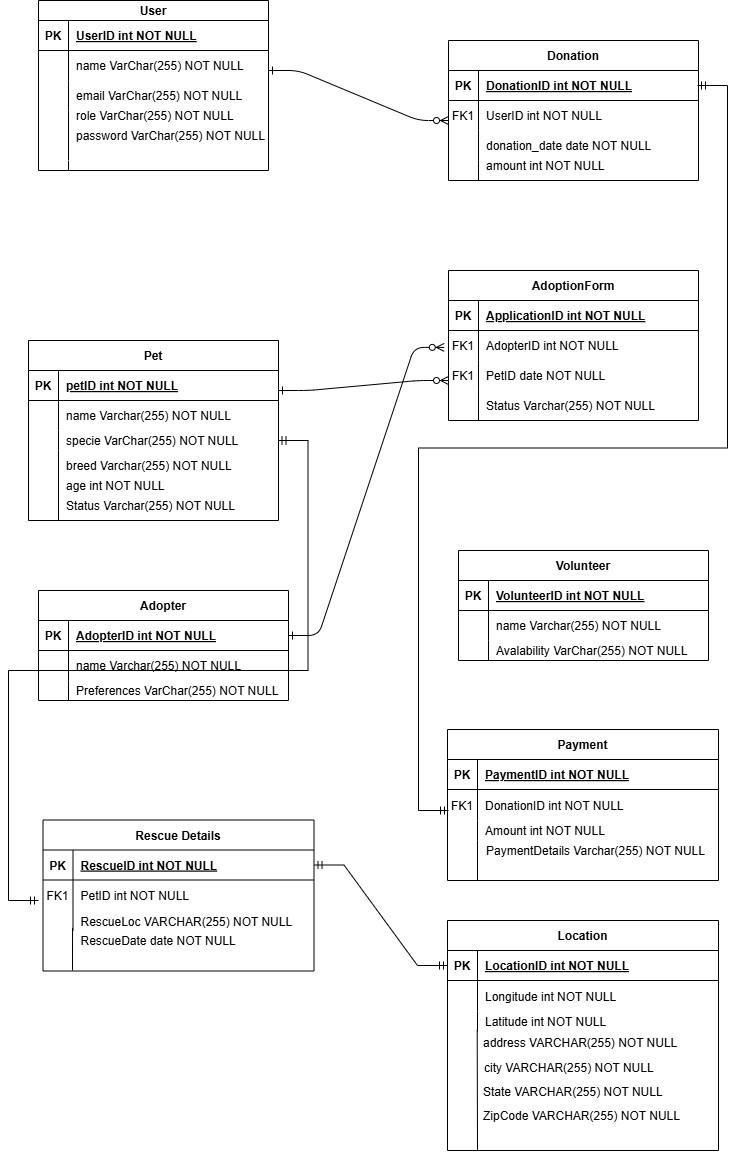 User
PK UserID int NOT NULL
name VarChar(255) NOT NULL
email VarChar(255) NOT NULL
role VarChar(255) NOT NULL
password VarChar(255) NOT NULL
Donation
PK DonationID int NOT NULL
FK1 UserID int NOT NULL
donation_date date NOT NULL
amount int NOT NULL
AdoptionForm
PK ApplicationID int NOT NULL
FK1 AdopterID int NOT NULL
FK1 PetID date NOT NULL
Status Varchar(255) NOT NULL
Pet
PK petID int NOT NULL
name Varchar(255) NOT NULL
specie VarChar(255) NOT NULL
breed Varchar(255) NOT NULL
age int NOT NULL
Status Varchar(255) NOT NULL
Volunteer
PK VolunteerID int NOT NULL
name Varchar(255) NOT NULL
Avalability VarChar(255) NOT NULL
Adopter
PK AdopterID int NOT NULL
name Varchar(255) NOT NULL
Preferences VarChar(255) NOT NULL
Payment
PK PaymentID int NOT NULL
FK1 DonationID int NOT NULL
Amount int NOT NULL
PaymentDetails Varchar(255) NOT NULL
Rescue Details
PK RescueID int NOT NULL
FK1 PetID int NOT NULL
RescueLoc VARCHAR(255) NOT NULL
RescueDate date NOT NULL
Location
PK LocationID int NOT NULL
Longitude int NOT NULL
Latitude int NOT NULL
address VARCHAR(255) NOT NULL
city VARCHAR(255) NOT NULL
State VARCHAR(255) NOT NULL
ZipCode VARCHAR(255) NOT NULL